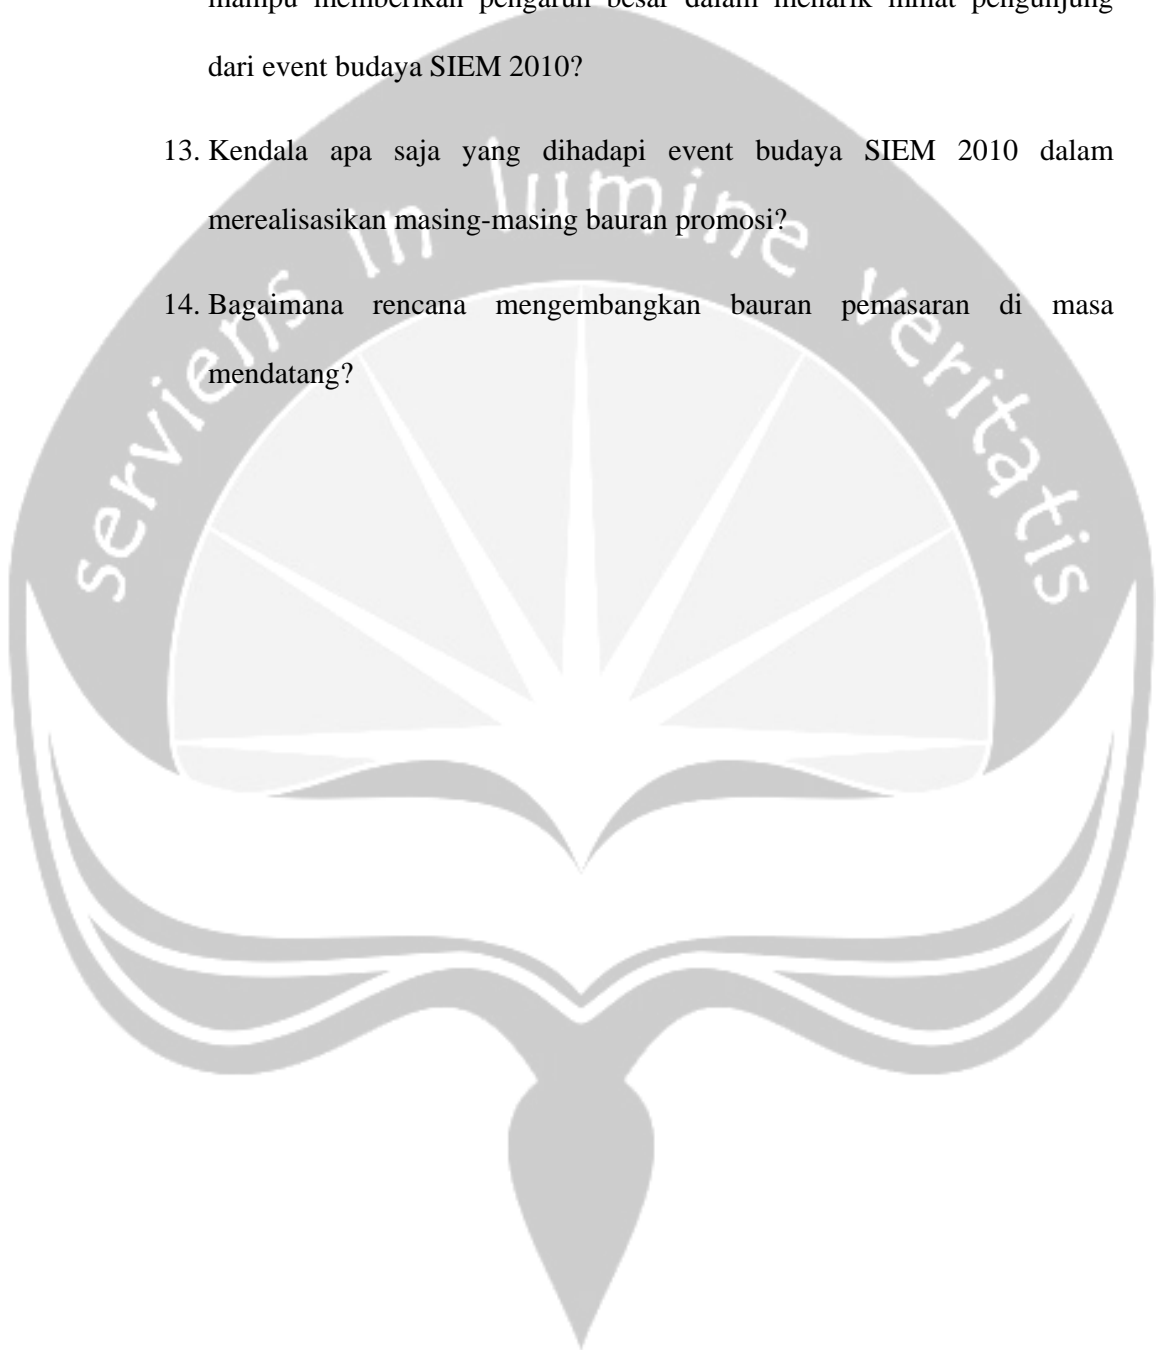 mampu memberikan pengaruh besar dalam menarik minat pengunjung
dari event budaya SIEM 2010?
13. Kendala apa saja yang dihadapi event budaya SIEM 2010 dalam
merealisasikan masing-masing bauran promosi?
14. Bagaimana rencana mengembangkan bauran pemasaran di masa
mendatang?
serviens in lumine veritatis